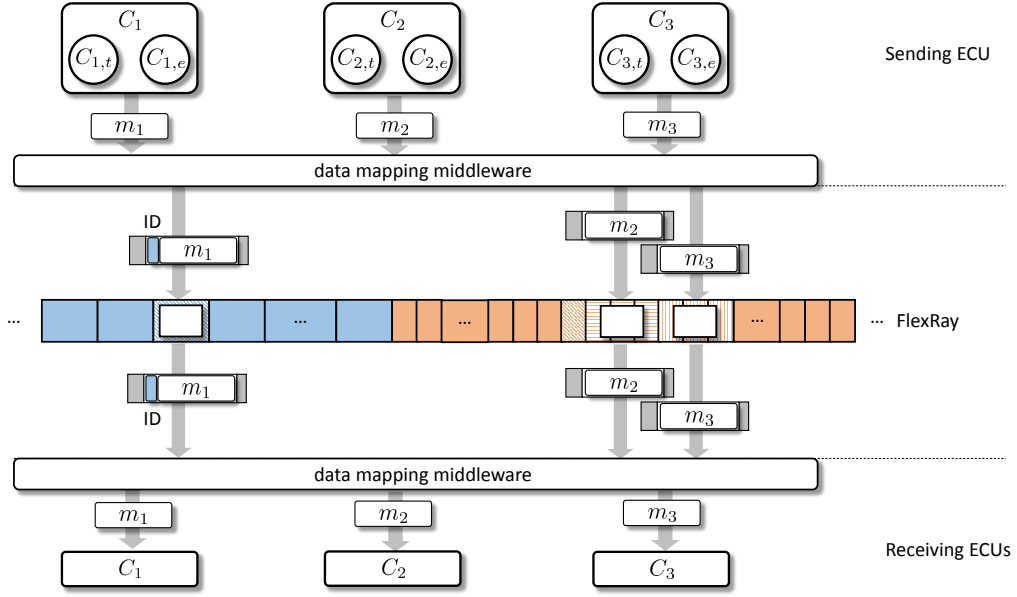 C₁ C₂ C₃
C₁,ₜ C₁,ₑ C₂,ₜ C₂,ₑ C₃,ₜ C₃,ₑ Sending ECU
m₁ m₂ m₃
data mapping middleware
ID m₂
m₁ m₃
... ... ... ... ... FlexRay
m₁ m₂
ID m₃
data mapping middleware
m₁ m₂ m₃
Receiving ECUs
C₁ C₂ C₃